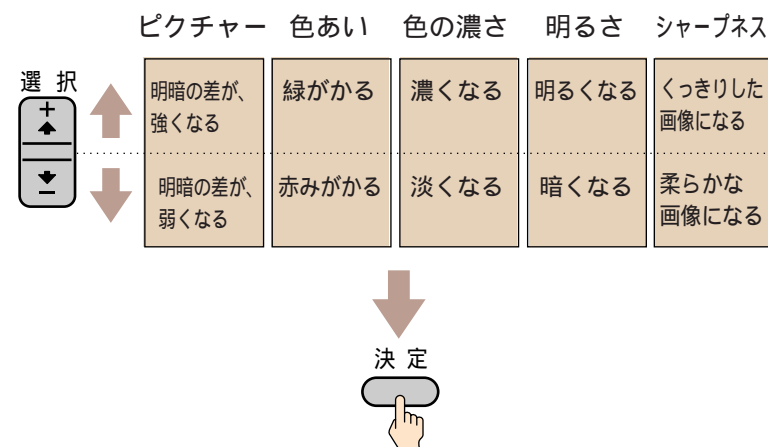 ピクチャー 色あい 色の濃さ 明るさ シャープネス
選 択
+
明暗の差が、
強くなる
緑がかる
濃くなる
明るくなる
くっきりした
画像になる
−
明暗の差が、
弱くなる
赤みがかる
淡くなる
暗くなる
柔らかな
画像になる
決 定